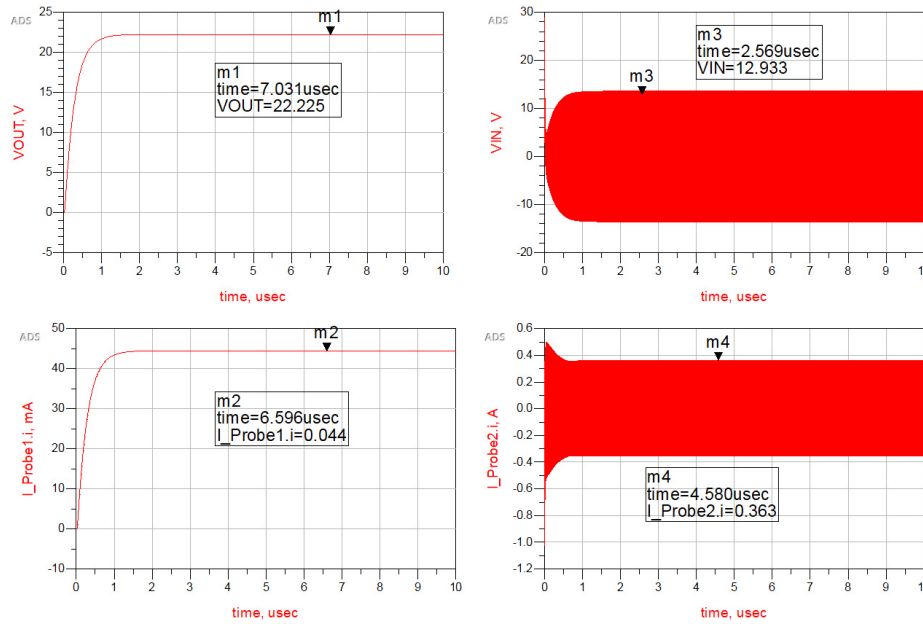 ADS
25
20
15
10
5
0
-5
VOUT, V
m1
m1
time=7.031usec
VOUT=22.225
0 1 2 3 4 5 6 7 8 9 10
time, usec
ADS
30
20
10
0
-10
-20
VIN, V
m3
time=2.569usec
VIN=12.933
m3
0 1 2 3 4 5 6 7 8 9 10
time, usec
ADS
50
40
30
20
10
0
-10
I_Probe1.i, mA
m2
m2
time=6.596usec
I_Probe1.i=0.044
0 1 2 3 4 5 6 7 8 9 10
time, usec
ADS
0.6
0.4
0.2
0.0
-0.2
-0.4
-0.6
-0.8
-1.0
-1.2
I_Probe2.i, A
m4
m4
time=4.580usec
I_Probe2.i=0.363
0 1 2 3 4 5 6 7 8 9 10
time, usec